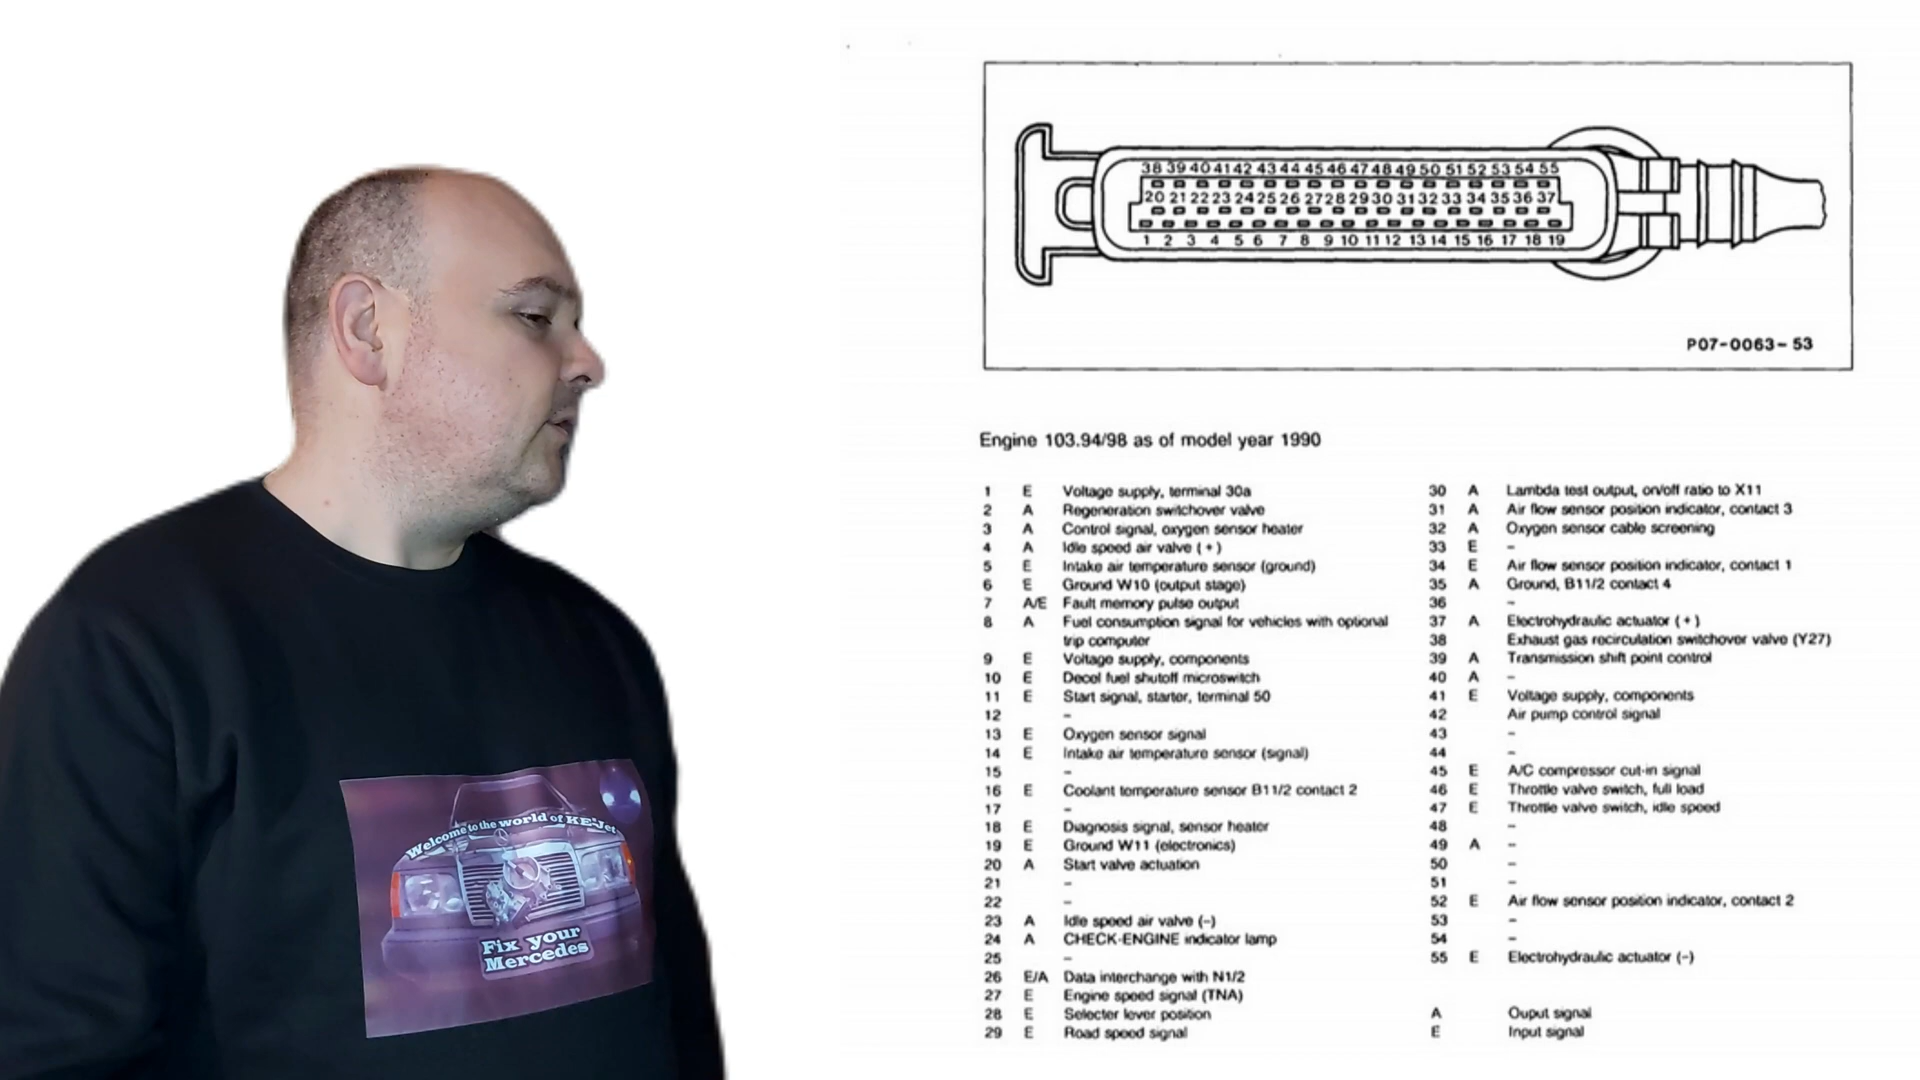 38 39 40 41 42 43 44 45 46 47 48 49 50 51 52 53 54 55
20 21 22 23 24 25 26 27 28 29 30 31 32 33 34 35 36 37
1 2 3 4 5 6 7 8 9 10 11 12 13 14 15 16 17 18 19
P07-0063-53
Engine 103.94/98 as of model year 1990
1 E Voltage supply, terminal 30a
2 A Regeneration switchover valve
3 A Control signal, oxygen sensor heater
4 A Idle speed air valve (+)
5 E Intake air temperature sensor (ground)
6 E Ground W10 (output stage)
7 A/E Fault memory pulse output
8 A Fuel consumption signal for vehicles with optional
trip computer
9 E Voltage supply, components
10 E Decel fuel shutoff microswitch
11 E Start signal, starter, terminal 50
12 –
13 E Oxygen sensor signal
14 E Intake air temperature sensor (signal)
15 –
16 E Coolant temperature sensor B11/2 contact 2
17 –
18 E Diagnosis signal, sensor heater
19 E Ground W11 (electronics)
20 A Start valve actuation
21 –
22 –
23 A Idle speed air valve (–)
24 A CHECK-ENGINE indicator lamp
25 –
26 E/A Data interchange with N1/2
27 E Engine speed signal (TNA)
28 E Selecter lever position
29 E Road speed signal
30 A Lambda test output, on/off ratio to X11
31 A Air flow sensor position indicator, contact 3
32 A Oxygen sensor cable screening
33 E –
34 E Air flow sensor position indicator, contact 1
35 A Ground, B11/2 contact 4
36 –
37 A Electrohydraulic actuator (+)
38 Exhaust gas recirculation switchover valve (Y27)
39 A Transmission shift point control
40 A –
41 E Voltage supply, components
42 Air pump control signal
43 –
44 –
45 E A/C compressor cut-in signal
46 E Throttle valve switch, full load
47 E Throttle valve switch, idle speed
48 –
49 A –
50 –
51 –
52 E Air flow sensor position indicator, contact 2
53 –
54 –
55 E Electrohydraulic actuator (–)
A Ouput signal
E Input signal
Welcome to the world of KE-Jet
Fix your
Mercedes